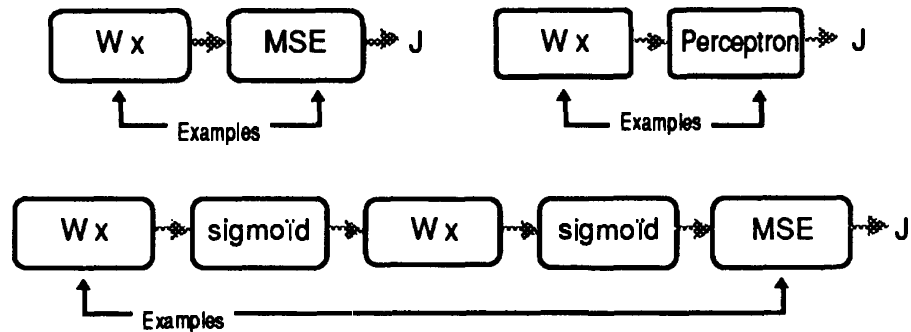 W x MSE J
W x Perceptron J
Examples
Examples
W x sigmoïd W x sigmoïd MSE J
Examples